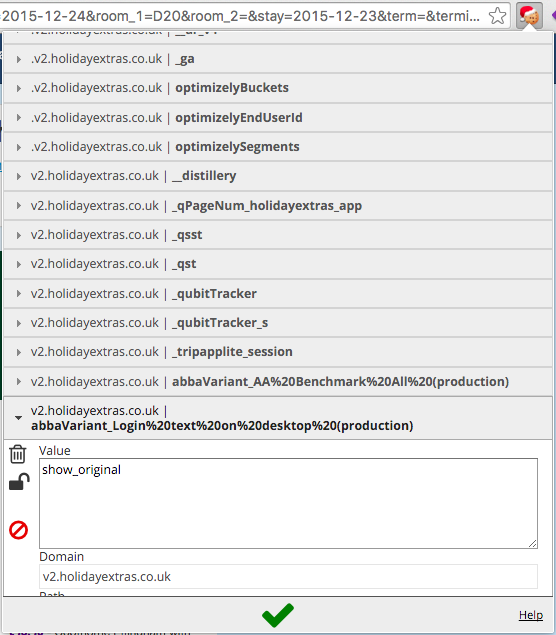 =2015-12-24&room_1=D20&room_2=&stay=2015-12-23&term=&termi...
.v2.holidayextras.co.uk | _ga
.v2.holidayextras.co.uk | optimizelyBuckets
.v2.holidayextras.co.uk | optimizelyEndUserId
.v2.holidayextras.co.uk | optimizelySegments
v2.holidayextras.co.uk | __distillery
v2.holidayextras.co.uk | _qPageNum_holidayextras_app
v2.holidayextras.co.uk | _qsst
v2.holidayextras.co.uk | _qst
v2.holidayextras.co.uk | _qubitTracker
v2.holidayextras.co.uk | _qubitTracker_s
v2.holidayextras.co.uk | _tripapplite_session
v2.holidayextras.co.uk | abbaVariant_AA%20Benchmark%20All%20(production)
v2.holidayextras.co.uk |
abbaVariant_Login%20text%20on%20desktop%20(production)
Value
show_original
Domain
v2.holidayextras.co.uk
Path
Help